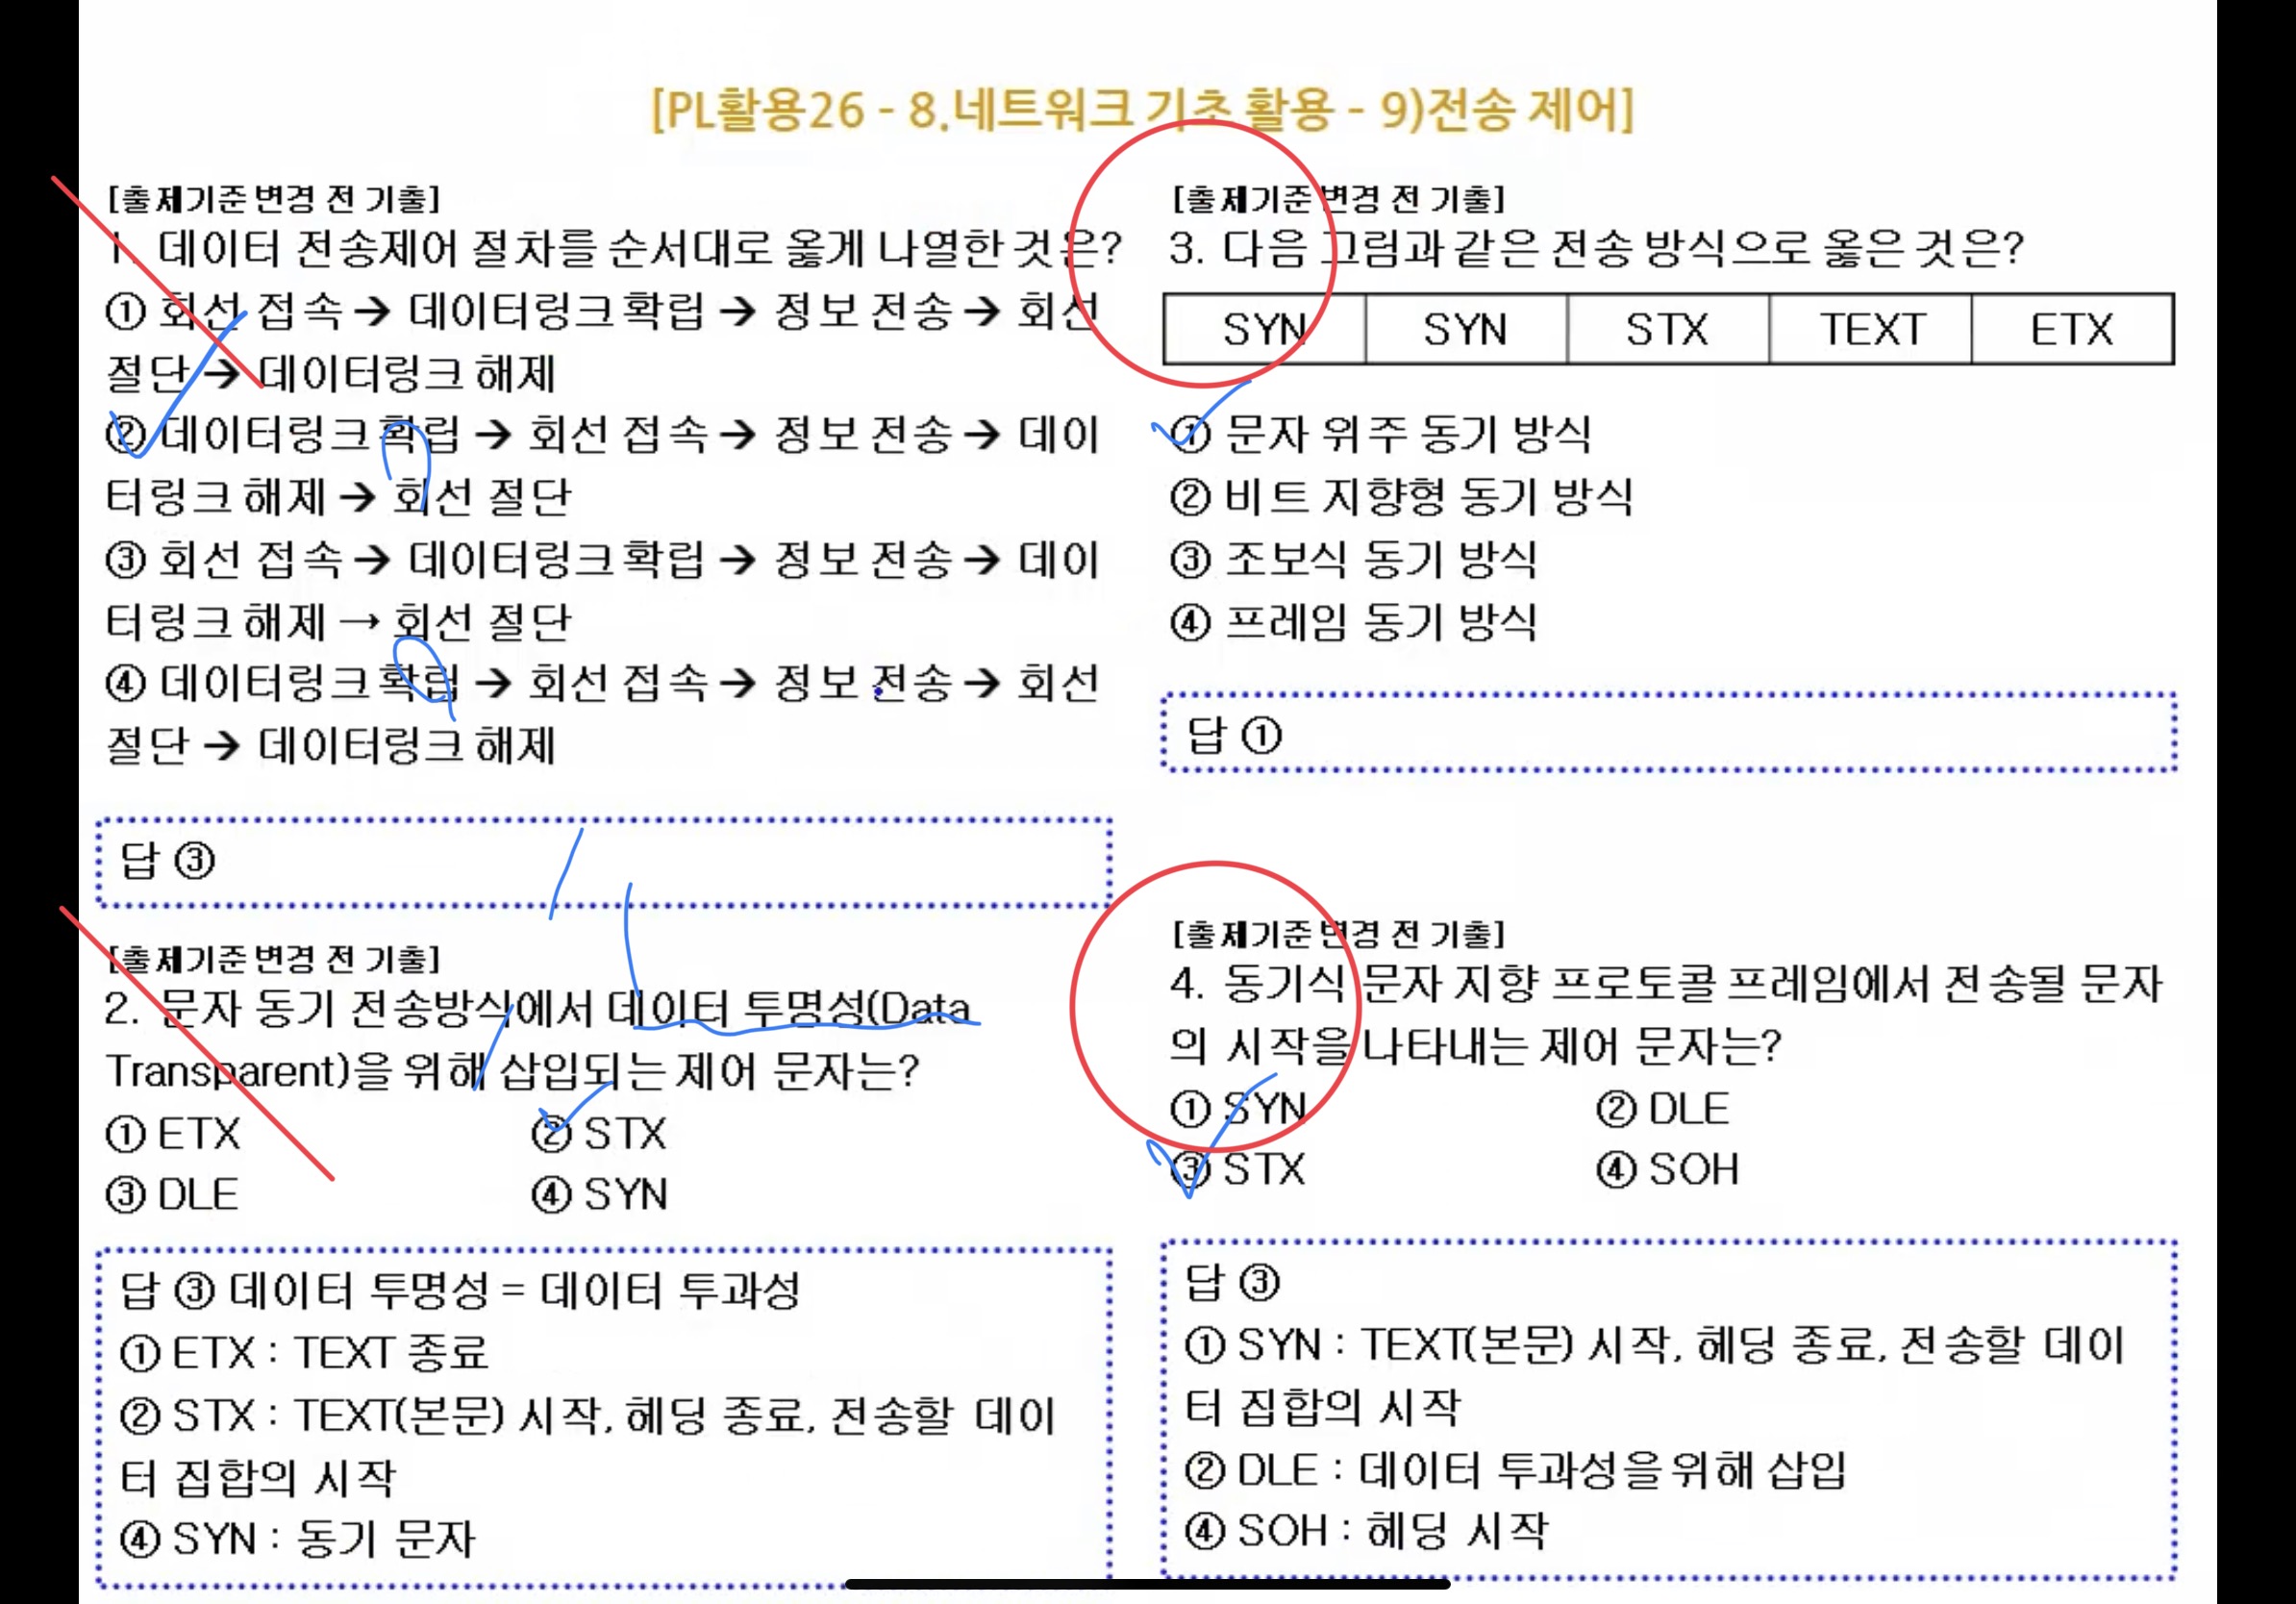 [PL활용26 - 8.네트워크 기초 활용 - 9)전송 제어]
[출제기준변경 전 기출]
1. 데이터 전송제어 절차를 순서대로 옳게 나열한 것은?
① 회선 접속 → 데이터링크 확립 → 정보 전송 → 회선
절단 → 데이터링크 해제
② 데이터링크 확립 → 회선 접속 → 정보 전송 → 데이
터링크 해제 → 회선 절단
③ 회선 접속 → 데이터링크 확립 → 정보 전송 → 데이
터링크 해제 → 회선 절단
④ 데이터링크 확립 → 회선 접속 → 정보 전송 → 회선
절단 → 데이터링크 해제
답 ③
[출제기준변경 전 기출]
2. 문자 동기 전송방식에서 데이터 투명성(Data
Transparent)을 위해 삽입되는 제어 문자는?
① ETX ② STX
③ DLE ④ SYN
답 ③ 데이터 투명성 = 데이터 투과성
① ETX : TEXT 종료
② STX : TEXT(본문) 시작, 헤딩 종료, 전송할 데이
터 집합의 시작
④ SYN : 동기 문자
[출제기준변경 전 기출]
3. 다음 그림과 같은 전송 방식으로 옳은 것은?
SYN SYN STX TEXT ETX
① 문자 위주 동기 방식
② 비트 지향형 동기 방식
③ 조보식 동기 방식
④ 프레임 동기 방식
답 ①
[출제기준변경 전 기출]
4. 동기식 문자 지향 프로토콜 프레임에서 전송될 문자
의 시작을 나타내는 제어 문자는?
① SYN ② DLE
③ STX ④ SOH
답 ③
① SYN : TEXT(본문) 시작, 헤딩 종료, 전송할 데이
터 집합의 시작
② DLE : 데이터 투과성을 위해 삽입
④ SOH : 헤딩 시작